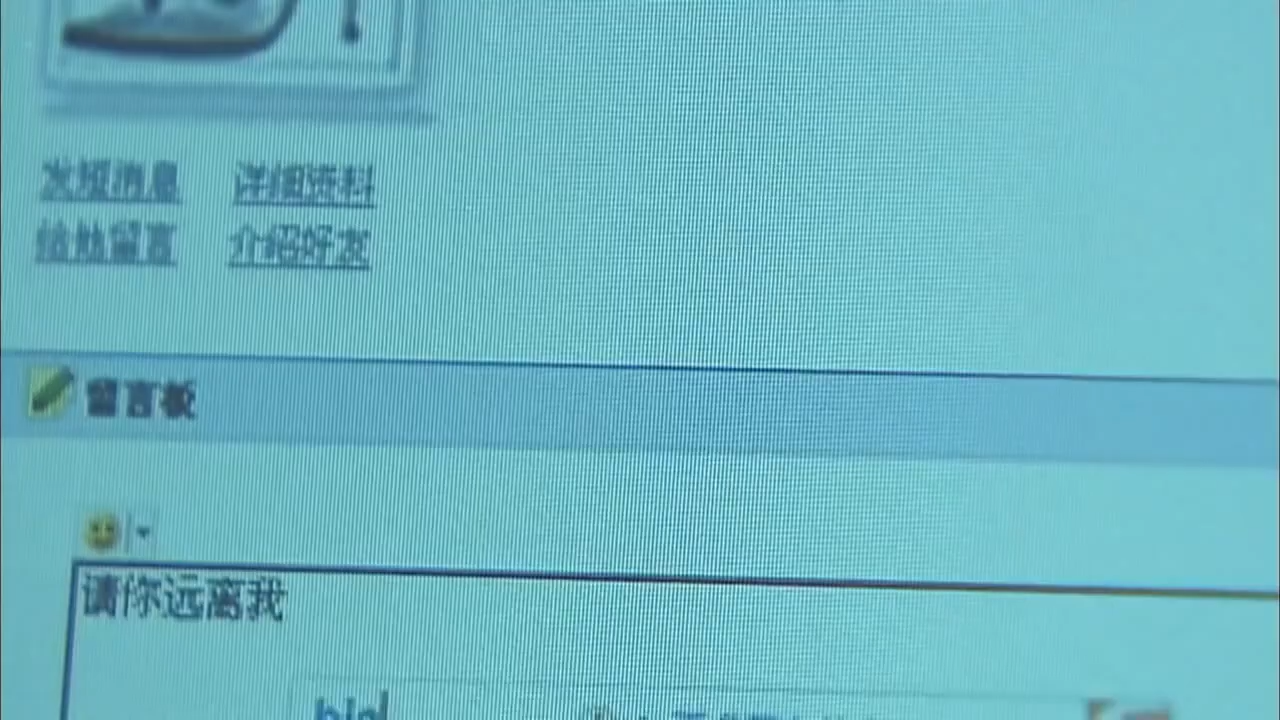 发短消息 详细资料
给她留言 介绍好友
留言板
请你远离我